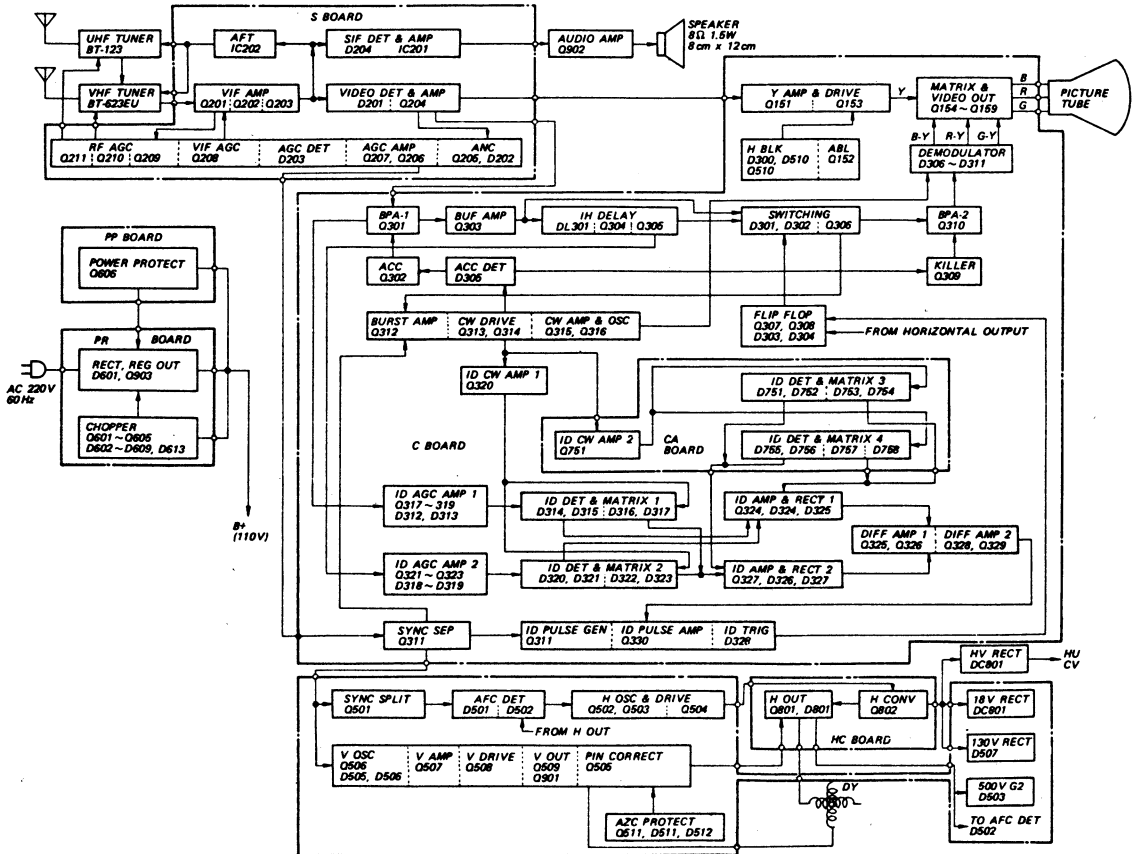 S BOARD
UHF TUNER
BT-123
AFT
IC202
SIF DET & AMP
D204 IC201
AUDIO AMP
Q902
SPEAKER
8Ω 1.5W
8cm x 12cm
VHF TUNER
BT-623EU
VIF AMP
Q201 Q202 Q203
VIDEO DET & AMP
D201 Q204
Y AMP & DRIVE
Q151 Q153
Y
MATRIX &
VIDEO OUT
Q154 ~ Q159
B
R
G
PICTURE
TUBE
RF AGC
Q211 Q210 Q209
VIF AGC
Q208
AGC DET
D203
AGC AMP
Q207, Q206
ANC
Q205, D202
H BLK
D300, D510
Q510
ABL
Q152
B-Y R-Y G-Y
DEMODULATOR
D306 ~ D311
BPA-1
Q301
BUF AMP
Q303
IH DELAY
DL301 Q304 Q305
SWITCHING
D301, D302 Q306
BPA-2
Q310
PP BOARD
POWER PROTECT
Q606
ACC
Q302
ACC DET
D305
KILLER
Q309
BURST AMP
Q312
CW DRIVE
Q313, Q314
CW AMP & OSC
Q315, Q316
FLIP FLOP
Q307, Q308
D303, D304
FROM HORIZONTAL OUTPUT
PR BOARD
RECT, REG OUT
D601, Q903
AC 220V
60Hz
CHOPPER
Q601 ~ Q605
D602 ~ D609, D613
ID CW AMP 1
Q320
ID DET & MATRIX 3
D751, D752 D753, D754
C BOARD
ID CW AMP 2
Q751
CA
BOARD
ID DET & MATRIX 4
D755, D756 D757 D758
B+
(110V)
ID AGC AMP 1
Q317 ~ 319
D312, D313
ID DET & MATRIX 1
D314, D315 D316, D317
ID AMP & RECT 1
Q324, D324, D325
DIFF AMP 1
Q325, Q326
DIFF AMP 2
Q328, Q329
ID AGC AMP 2
Q321 ~ Q323
D318 ~ D319
ID DET & MATRIX 2
D320, D321 D322, D323
ID AMP & RECT 2
Q327, D326, D327
SYNC SEP
Q311
ID PULSE GEN
Q311
ID PULSE AMP
Q330
ID TRIG
D328
HV RECT
DC801
HU
CV
SYNC SPLIT
Q501
AFC DET
D501 D502
H OSC & DRIVE
Q502, Q503 Q504
H OUT
Q801, D801
H CONV
Q802
18V RECT
DC801
FROM H OUT
HC BOARD
130V RECT
D507
V OSC
Q506
D505, D506
V AMP
Q507
V DRIVE
Q508
V OUT
Q509
Q901
PIN CORRECT
Q505
DY
500V G2
D503
AZC PROTECT
Q511, D511, D512
TO AFC DET
D502